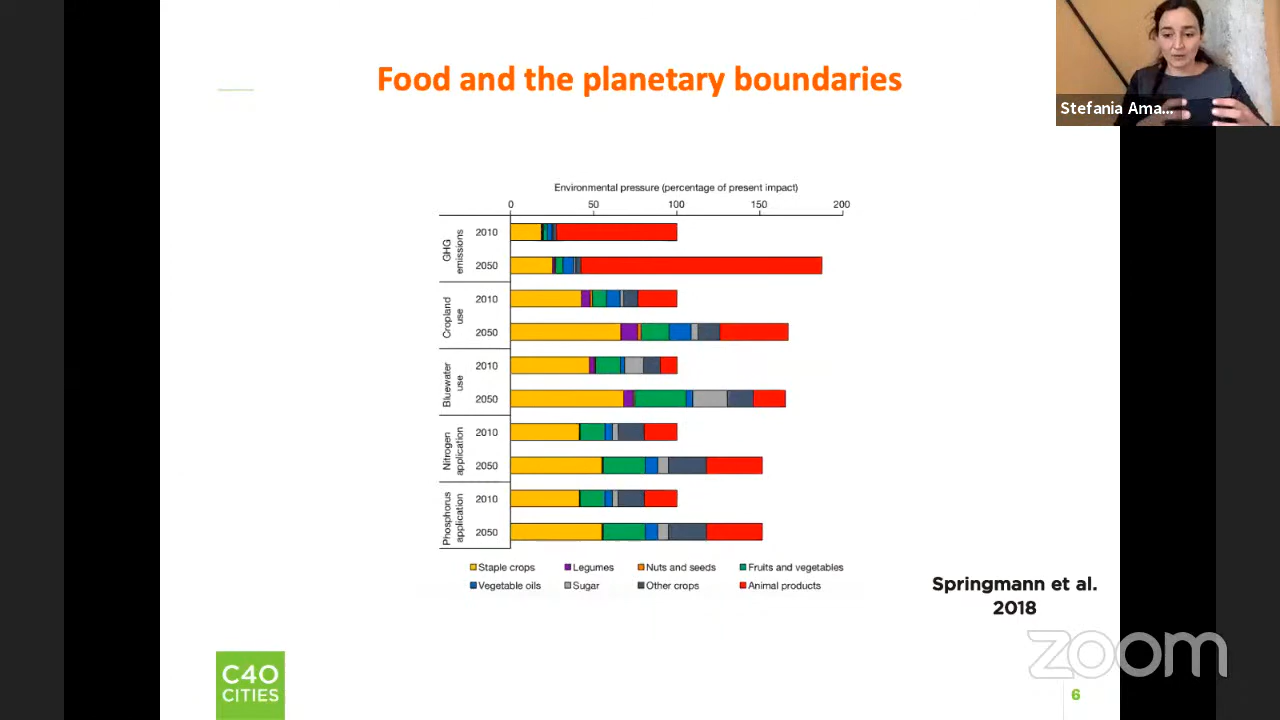 Food and the planetary boundaries
Stefania Ama...
Environmental pressure (percentage of present impact)
0 50 100 150 200
GHG
emissions
2010
2050
Cropland
use
2010
2050
Bluewater
use
2010
2050
Nitrogen
application
2010
2050
Phosphorus
application
2010
2050
Staple crops Legumes Nuts and seeds Fruits and vegetables
Vegetable oils Sugar Other crops Animal products
Springmann et al.
2018
zoom
C40
CITIES
6